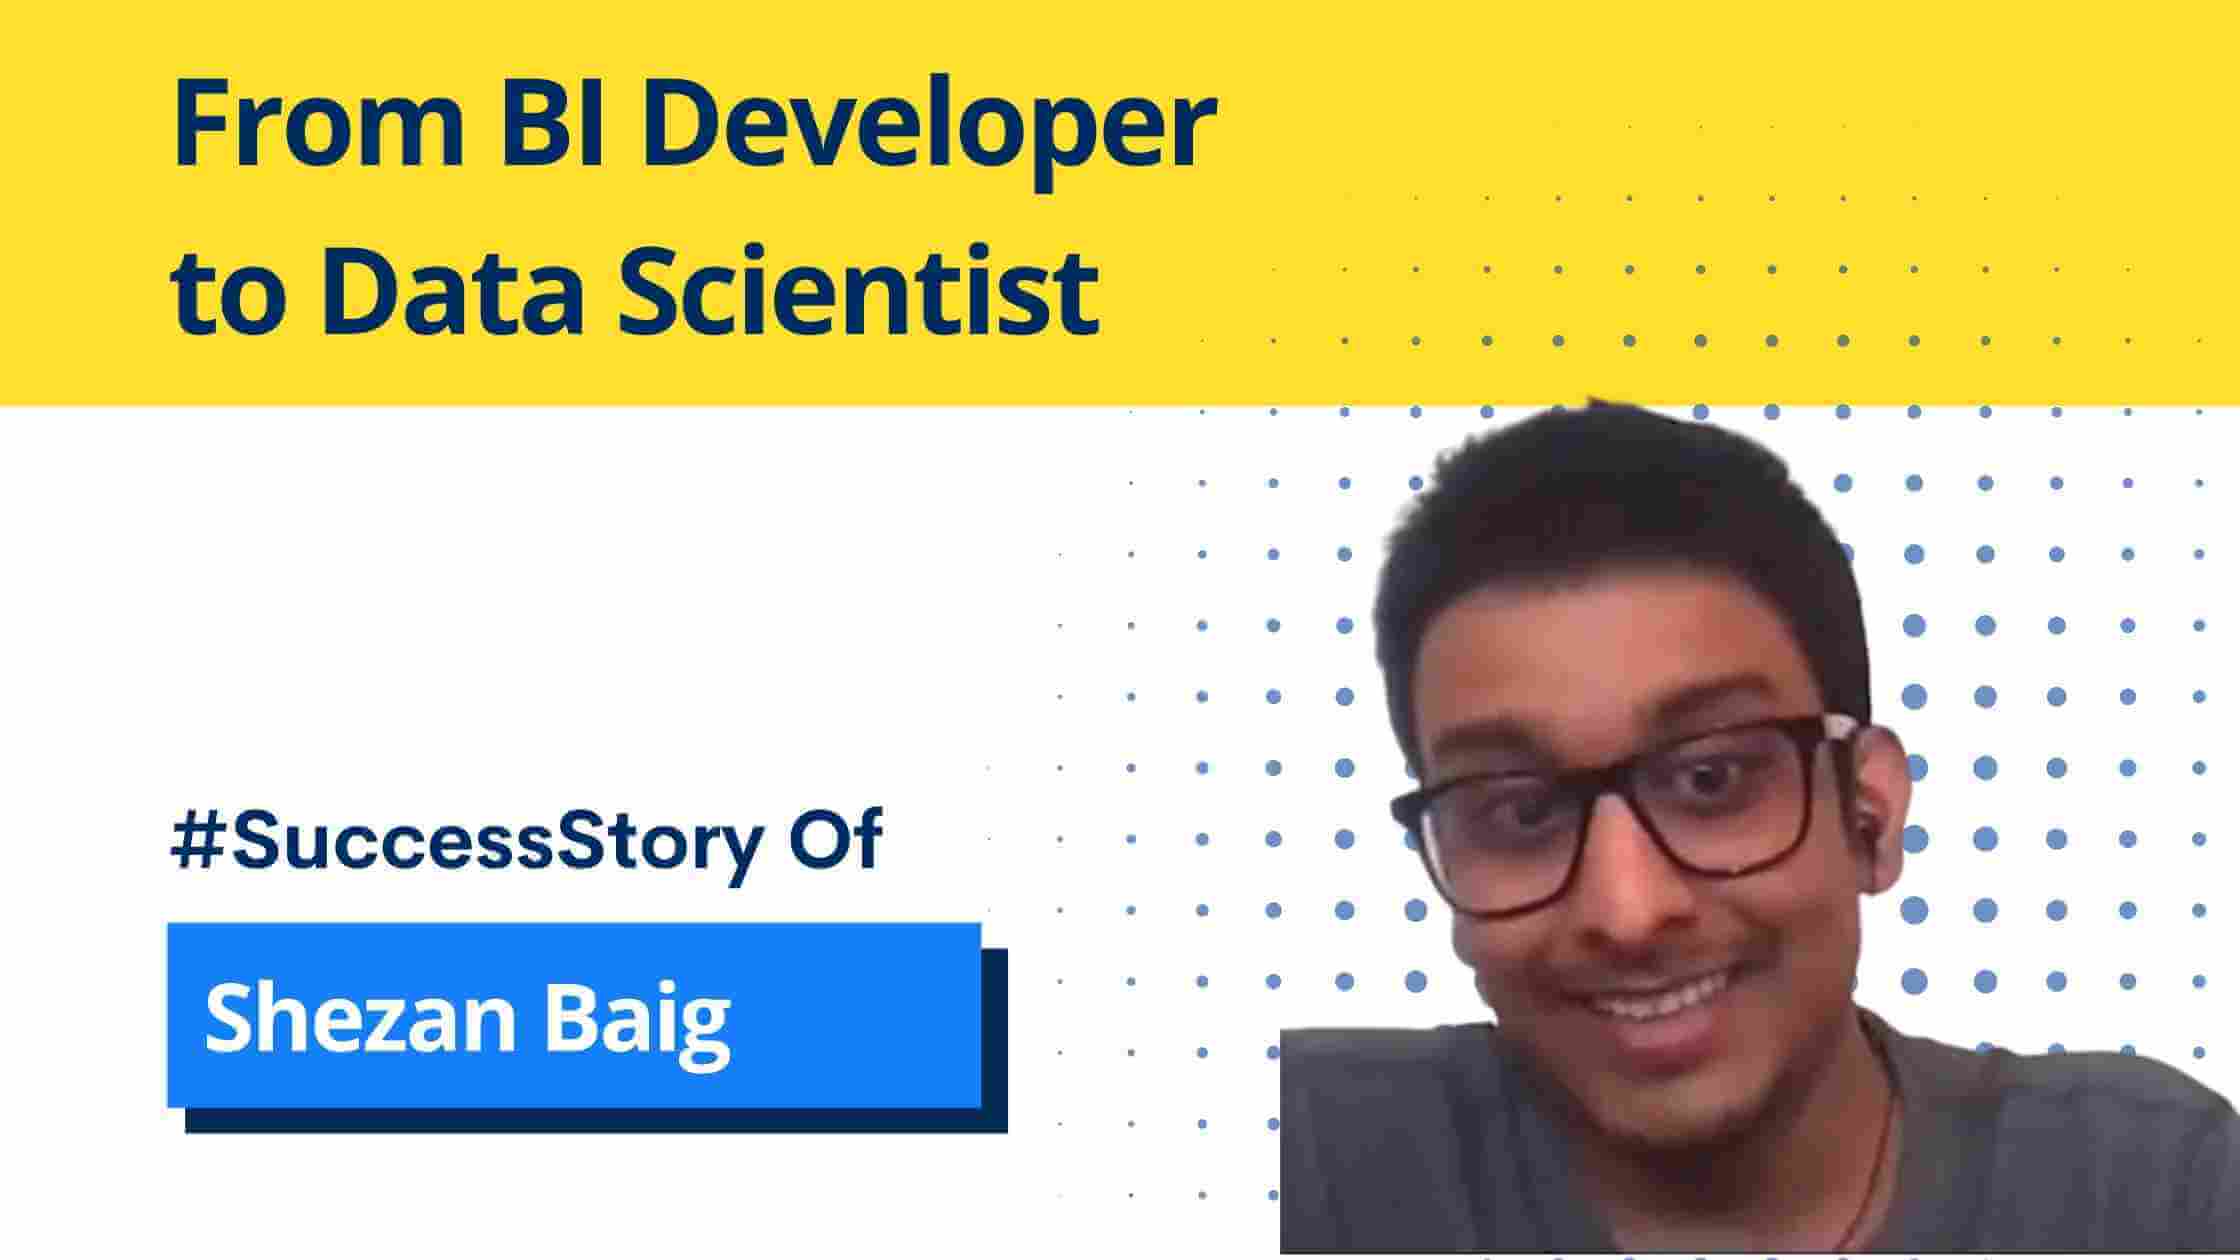 From BI Developer
to Data Scientist
#SuccessStory Of
Shezan Baig